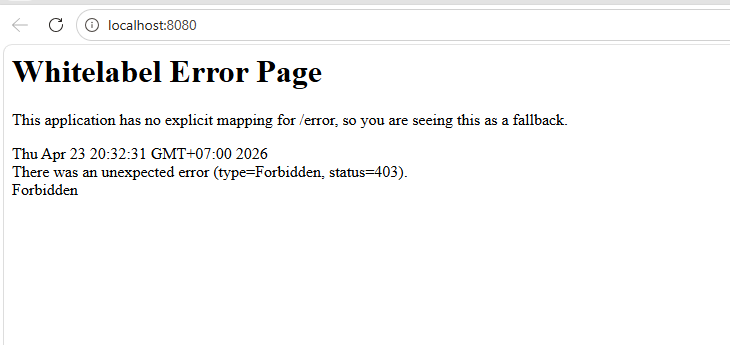 localhost:8080
Whitelabel Error Page
This application has no explicit mapping for /error, so you are seeing this as a fallback.
Thu Apr 23 20:32:31 GMT+07:00 2026
There was an unexpected error (type=Forbidden, status=403).
Forbidden